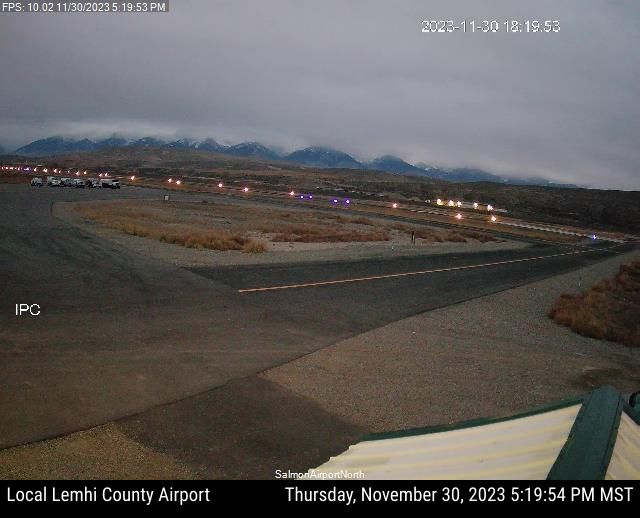 FPS: 10.02 11/30/2023 5:19:53 PM
2023-11-30 18:19:53
IPC
SalmonAirportNorth
Local Lemhi County Airport
Thursday, November 30, 2023 5:19:54 PM MST